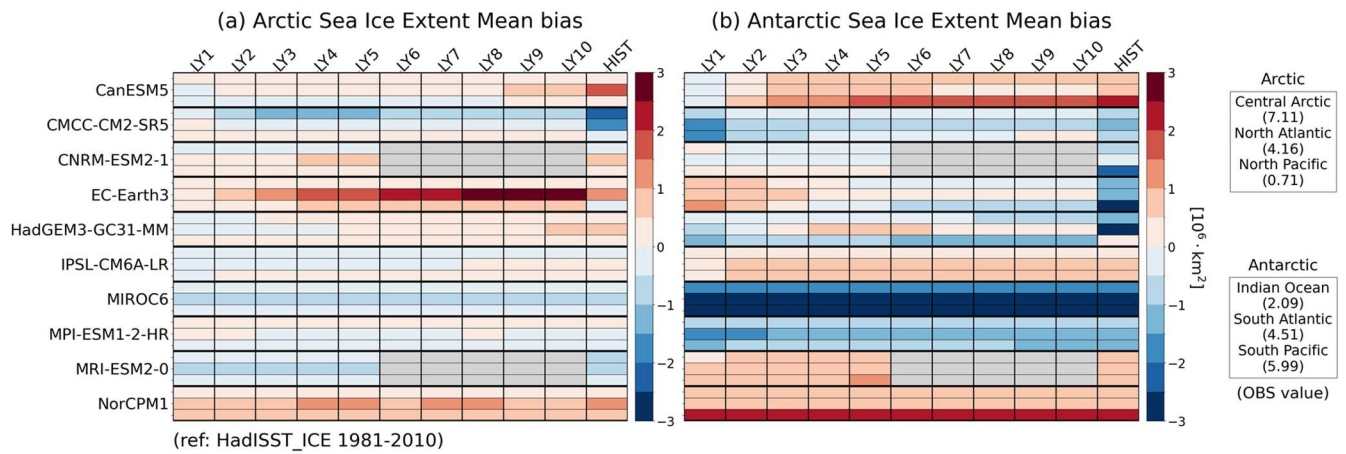 (a) Arctic Sea Ice Extent Mean bias
(b) Antarctic Sea Ice Extent Mean bias
LY1 LY2 LY3 LY4 LY5 LY6 LY7 LY8 LY9 LY10 HIST
LY1 LY2 LY3 LY4 LY5 LY6 LY7 LY8 LY9 LY10 HIST
CanESM5
CMCC-CM2-SR5
CNRM-ESM2-1
EC-Earth3
HadGEM3-GC31-MM
IPSL-CM6A-LR
MIROC6
MPI-ESM1-2-HR
MRI-ESM2-0
NorCPM1
3
2
1
0
−1
−2
−3
3
2
1
0
−1
−2
−3
[10⁶ · km²]
Arctic
Central Arctic
(7.11)
North Atlantic
(4.16)
North Pacific
(0.71)
Antarctic
Indian Ocean
(2.09)
South Atlantic
(4.51)
South Pacific
(5.99)
(OBS value)
(ref: HadISST_ICE 1981-2010)